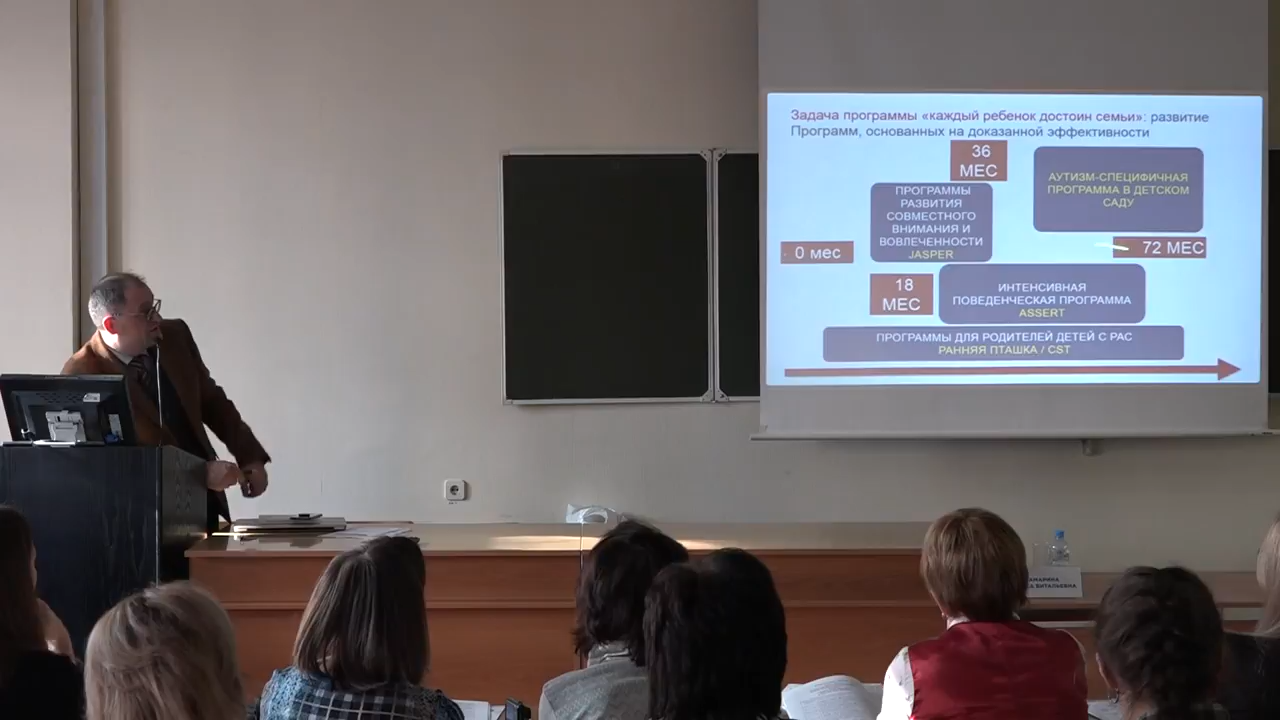 Задача программы «каждый ребенок достоин семьи»: развитие
Программ, основанных на доказанной эффективности
36
МЕС
АУТИЗМ-СПЕЦИФИЧНАЯ
ПРОГРАММА В ДЕТСКОМ
САДУ
ПРОГРАММЫ
РАЗВИТИЯ
СОВМЕСТНОГО
ВНИМАНИЯ И
ВОВЛЕЧЕННОСТИ
JASPER
0 мес
72 МЕС
18
МЕС
ИНТЕНСИВНАЯ
ПОВЕДЕНЧЕСКАЯ ПРОГРАММА
ASSERT
ПРОГРАММЫ ДЛЯ РОДИТЕЛЕЙ ДЕТЕЙ С РАС
РАННЯЯ ПТАШКА / CST
ВИТАЛЬЕВНА